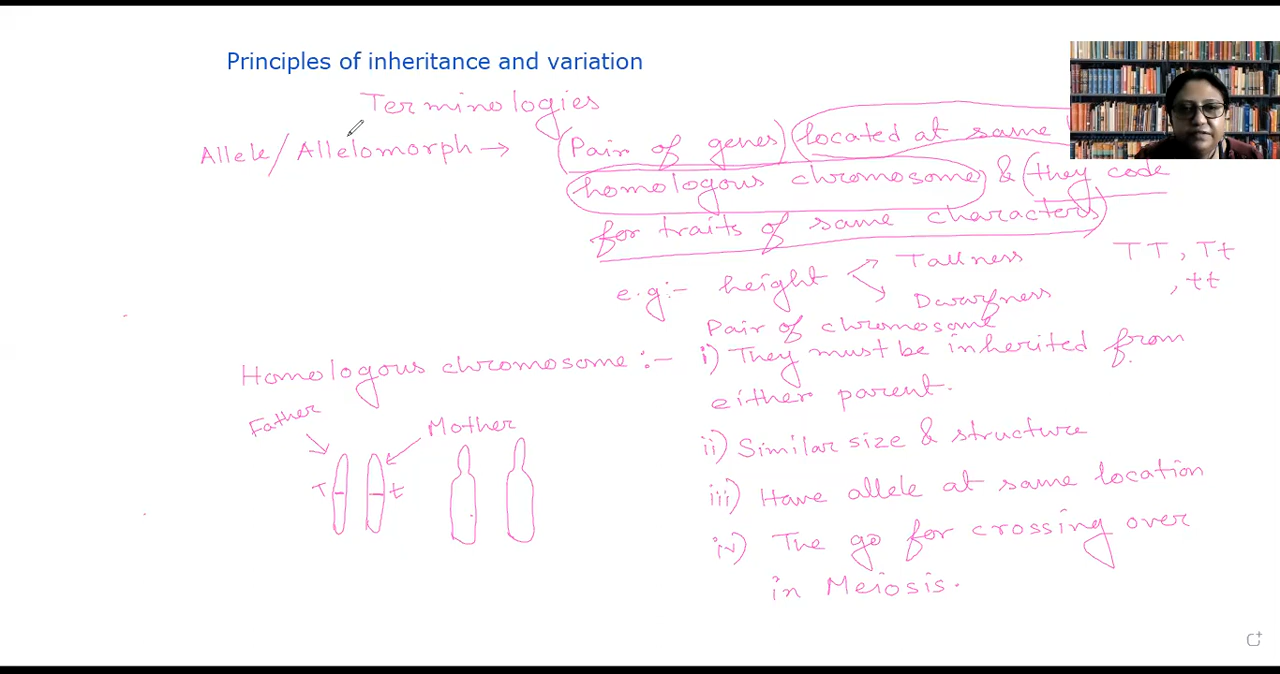 Principles of inheritance and variation
Terminologies
Allele/Allelomorph → (Pair of genes) (located at same
homologous chromosome) & (they code
for traits of same characters)
e.g:- height Tallness
Dwarfness
TT, Tt
, tt
Pair of chromosome
Homologous chromosome :- i) They must be inherited from
either parent.
ii) Similar size & structure
iii) Have allele at same location
iv) The go for crossing over
in Meiosis.
Father
Mother
T t